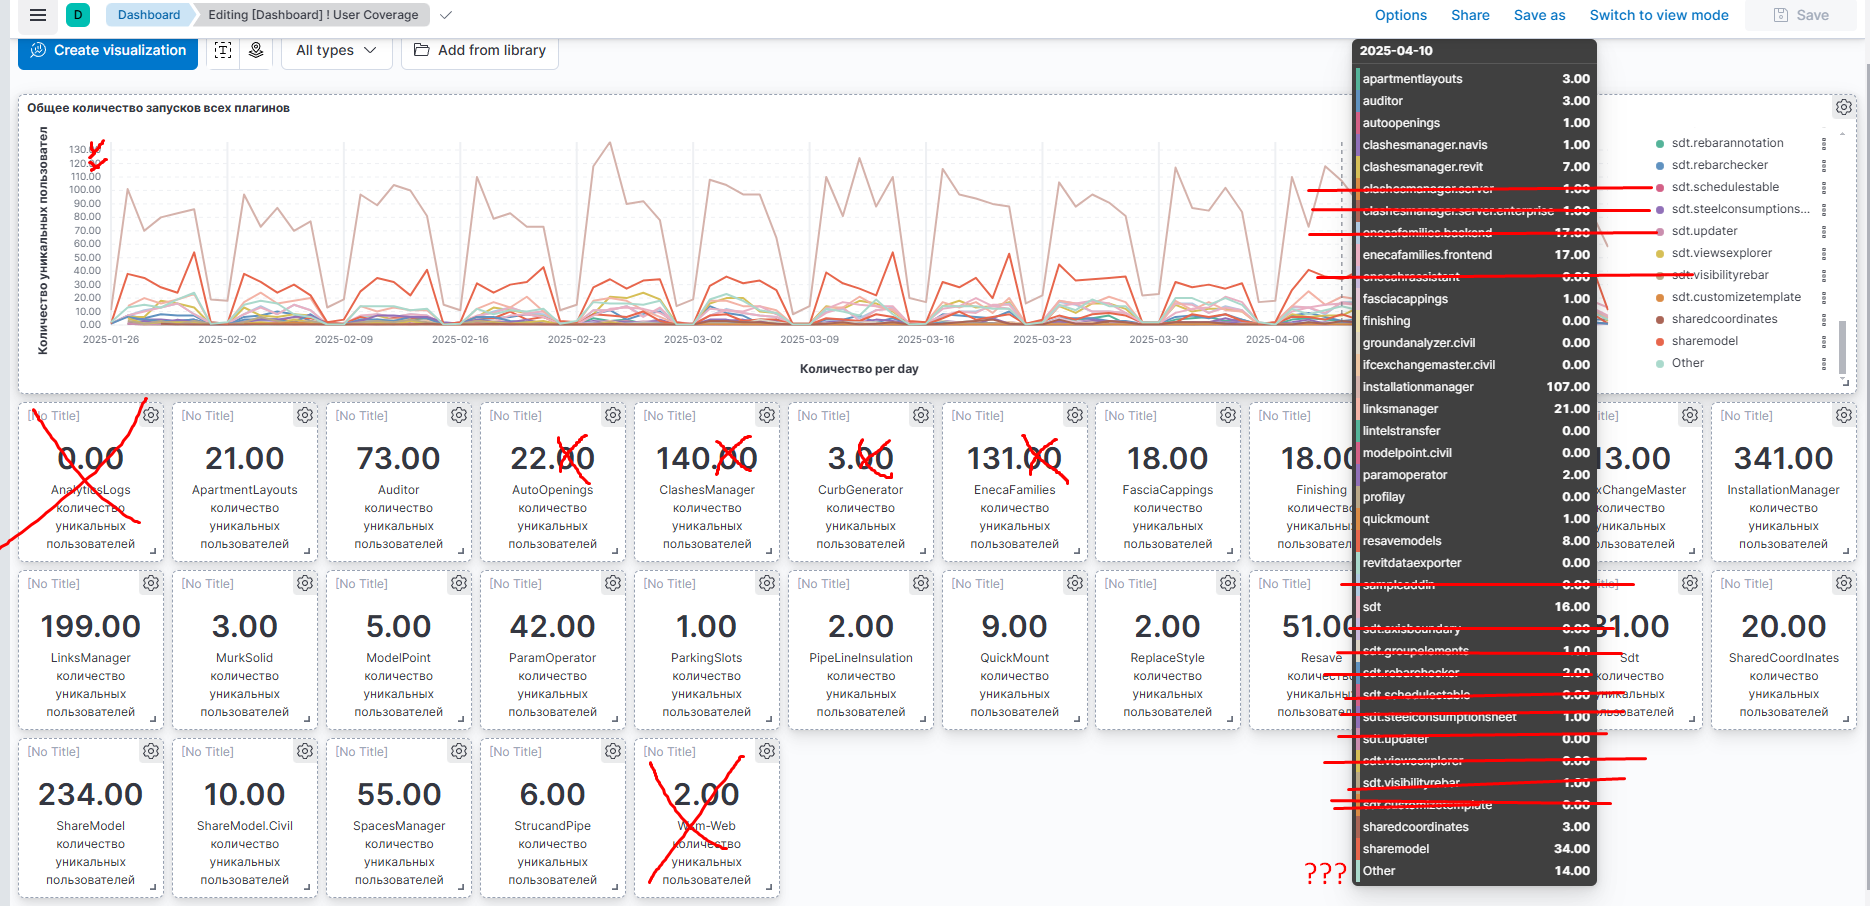 D Dashboard Editing [Dashboard] ! User Coverage Options Share Save as Switch to view mode Save
Create visualization All types Add from library
Общее количество запусков всех плагинов
Количество уникальных пользовател
130.
120.
110.00
100.00
90.00
80.00
70.00
60.00
50.00
40.00
30.00
20.00
10.00
0.00
2025-01-26 2025-02-02 2025-02-09 2025-02-16 2025-02-23 2025-03-02 2025-03-09 2025-03-16 2025-03-23 2025-03-30 2025-04-06
Количество per day
sdt.rebarannotation
sdt.rebarchecker
sdt.schedulestable
sdt.steelconsumptions...
sdt.updater
sdt.viewsexplorer
sdt.visibilityrebar
sdt.customizetemplate
sharedcoordinates
sharemodel
Other
2025-04-10
apartmentlayouts 3.00
auditor 3.00
autoopenings 1.00
clashesmanager.navis 1.00
clashesmanager.revit 7.00
clashesmanager.server 1.00
clashesmanager.server.enterprise 1.00
enecafamilies.backend 17.00
enecafamilies.frontend 17.00
enecahrassistant 0.00
fasciacappings 1.00
finishing 0.00
groundanalyzer.civil 0.00
ifcexchangemaster.civil 0.00
installationmanager 107.00
linksmanager 21.00
lintelstransfer 0.00
modelpoint.civil 0.00
paramoperator 2.00
profilay 0.00
quickmount 1.00
resavemodels 8.00
revitdataexporter 0.00
sampleaddin 0.00
sdt 16.00
sdt.axisboundary 0.00
sdt.groupelements 1.00
sdt.rebarchecker 2.00
sdt.schedulestable 0.00
sdt.steelconsumptionsheet 1.00
sdt.updater 0.00
sdt.viewsexplorer 0.00
sdt.visibilityrebar 1.00
sdt.customizetemplate 0.00
sharedcoordinates 3.00
sharemodel 34.00
Other 14.00
???
[No Title] [No Title] [No Title] [No Title] [No Title] [No Title] [No Title] [No Title] [No Title] [No Title]
0.00 21.00 73.00 22.00 140.00 3.00 131.00 18.00 18.0 13.00 341.00
AnalyticsLogs ApartmentLayouts Auditor AutoOpenings ClashesManager CurbGenerator EnecaFamilies FasciaCappings Finishing xChangeMaster InstallationManager
количество количество количество количество количество количество количество количество количество количество количество
уникальных уникальных уникальных уникальных уникальных уникальных уникальных уникальных уникальных уникальных уникальных
пользователей пользователей пользователей пользователей пользователей пользователей пользователей пользователей пользовател ользователей пользователей
[No Title] [No Title] [No Title] [No Title] [No Title] [No Title] [No Title] [No Title] [No Title] Title] [No Title]
199.00 3.00 5.00 42.00 1.00 2.00 9.00 2.00 51.0 31.00 20.00
LinksManager MurkSolid ModelPoint ParamOperator ParkingSlots PipeLineInsulation QuickMount ReplaceStyle Resave Sdt SharedCoordInates
количество количество количество количество количество количество количество количество количеств количество количество
уникальных уникальных уникальных уникальных уникальных уникальных уникальных уникальных уникальн уникальных уникальных
пользователей пользователей пользователей пользователей пользователей пользователей пользователей пользователей пользовател ользователей пользователей
[No Title] [No Title] [No Title] [No Title] [No Title]
234.00 10.00 55.00 6.00 2.00
ShareModel ShareModel.Civil SpacesManager StrucandPipe -Web
количество количество количество количество количество
уникальных уникальных уникальных уникальных уникальных
пользователей пользователей пользователей пользователей пользователей